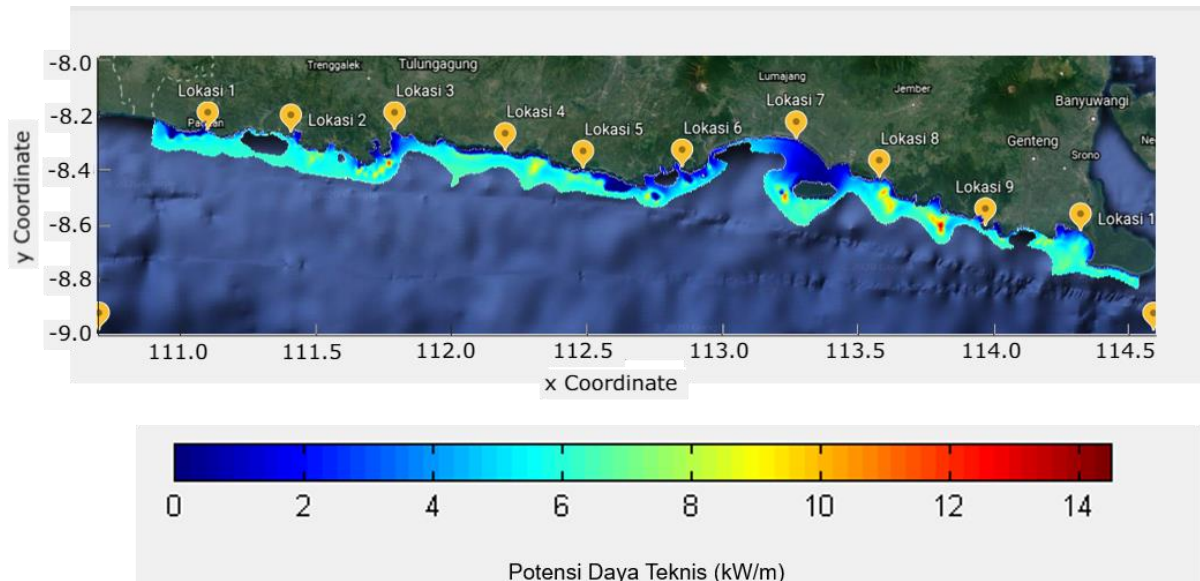 -8.0
-8.2
-8.4
-8.6
-8.8
-9.0
y Coordinate
Trenggalek
Tulungagung
Lumajang
Jember
Banyuwangi
Genteng
Srono
Lokasi 1
Lokasi 2
Lokasi 3
Lokasi 4
Lokasi 5
Lokasi 6
Lokasi 7
Lokasi 8
Lokasi 9
Lokasi 1
111.0 111.5 112.0 112.5 113.0 113.5 114.0 114.5
x Coordinate
0 2 4 6 8 10 12 14
Potensi Daya Teknis (kW/m)